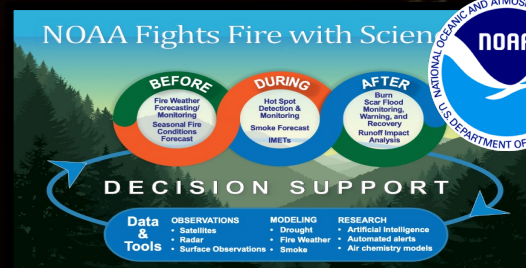 NOAA Fights Fire with Scien
NATIONAL OCEANIC AND ATMOS
NOAA
U.S. DEPARTMENT OF
BEFORE
Fire Weather
Forecasting/
Monitoring
Seasonal Fire
Conditions
Forecast
DURING
Hot Spot
Detection &
Monitoring
Smoke Forecast
IMETs
AFTER
Burn
Scar Flood
Monitoring,
Warning, and
Recovery
Runoff Impact
Analysis
DECISION SUPPORT
Data
&
Tools
OBSERVATIONS
• Satellites
• Radar
• Surface Observations
MODELING
• Drought
• Fire Weather
• Smoke
RESEARCH
• Artificial Intelligence
• Automated alerts
• Air chemistry models